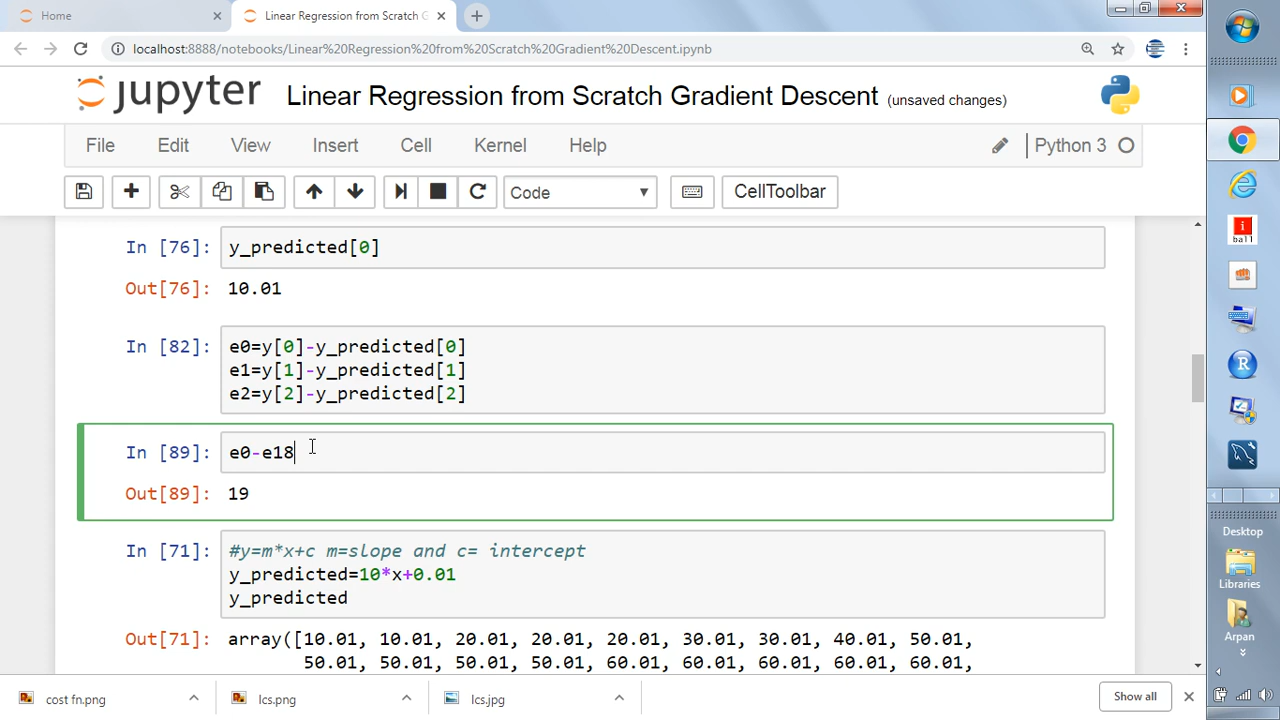 Home
Linear Regression from Scratch G
localhost:8888/notebooks/Linear%20Regression%20from%20Scratch%20Gradient%20Descent.ipynb
jupyter Linear Regression from Scratch Gradient Descent (unsaved changes)
File Edit View Insert Cell Kernel Help Python 3
Code CellToolbar
In [76]: y_predicted[0]
Out[76]: 10.01
In [82]: e0=y[0]-y_predicted[0]
e1=y[1]-y_predicted[1]
e2=y[2]-y_predicted[2]
In [89]: e0-e18
Out[89]: 19
In [71]: #y=m*x+c m=slope and c= intercept
y_predicted=10*x+0.01
y_predicted
Out[71]: array([10.01, 10.01, 20.01, 20.01, 20.01, 30.01, 30.01, 40.01, 50.01,
50.01, 50.01, 50.01, 50.01, 60.01, 60.01, 60.01, 60.01, 60.01,
cost fn.png
lcs.png
lcs.jpg
Show all
i
ball
R
Desktop
Libraries
Arpan